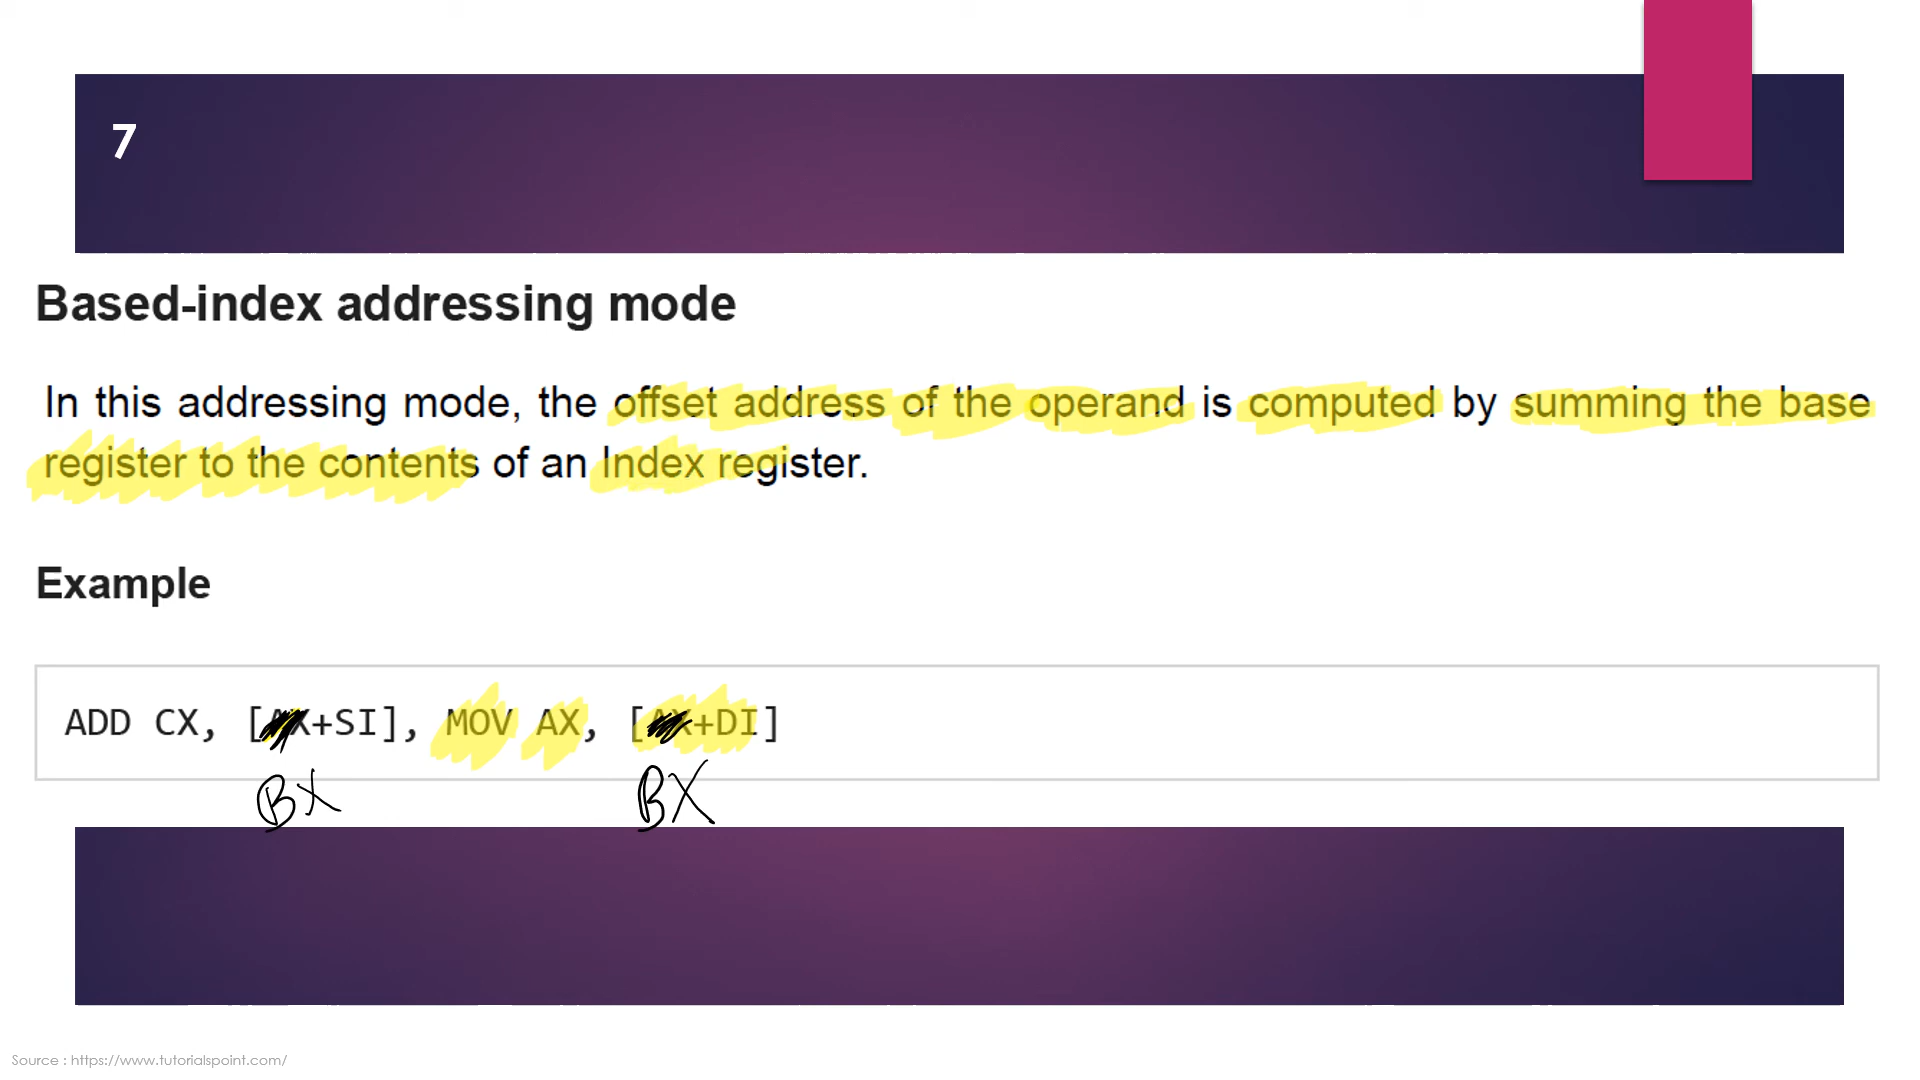 7
Based-index addressing mode
In this addressing mode, the offset address of the operand is computed by summing the base
register to the contents of an Index register.
Example
ADD CX, [AX+SI], MOV AX, [AX+DI]
BX BX
Source : https://www.tutorialspoint.com/